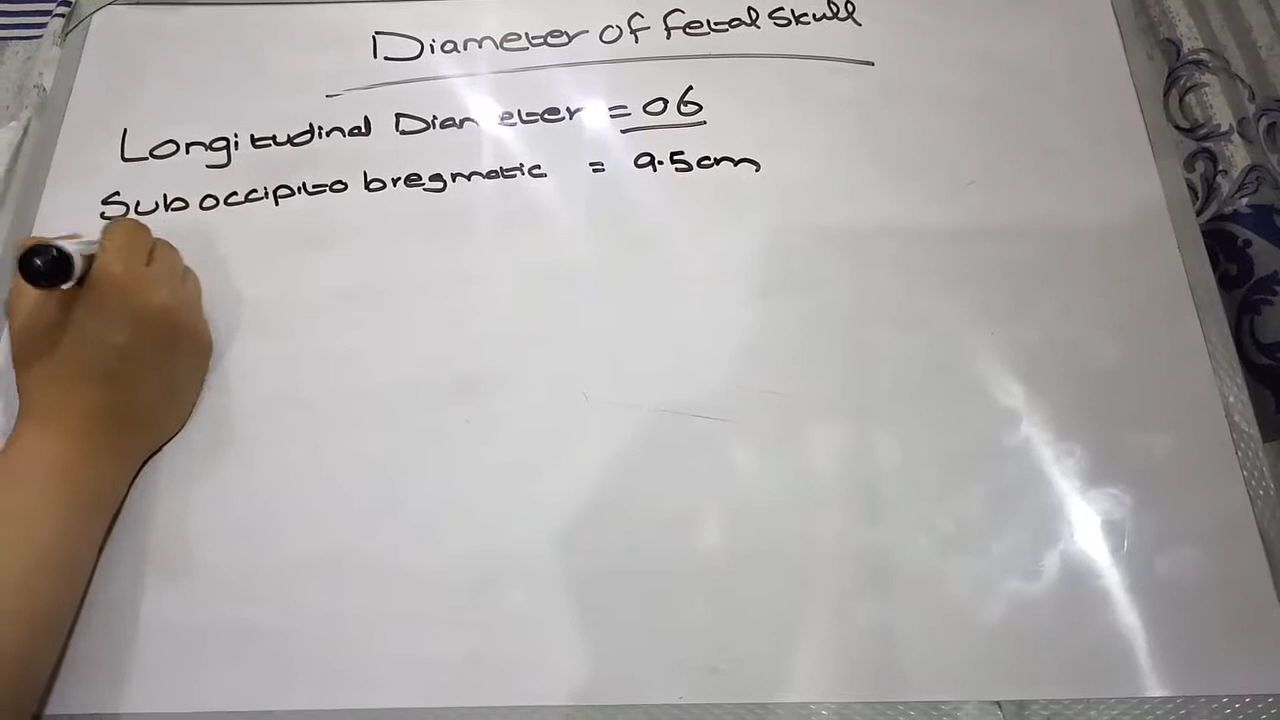 Diameter of fetal Skull
Longitudinal Diameter = 06
Suboccipito bregmatic = 9.5cm